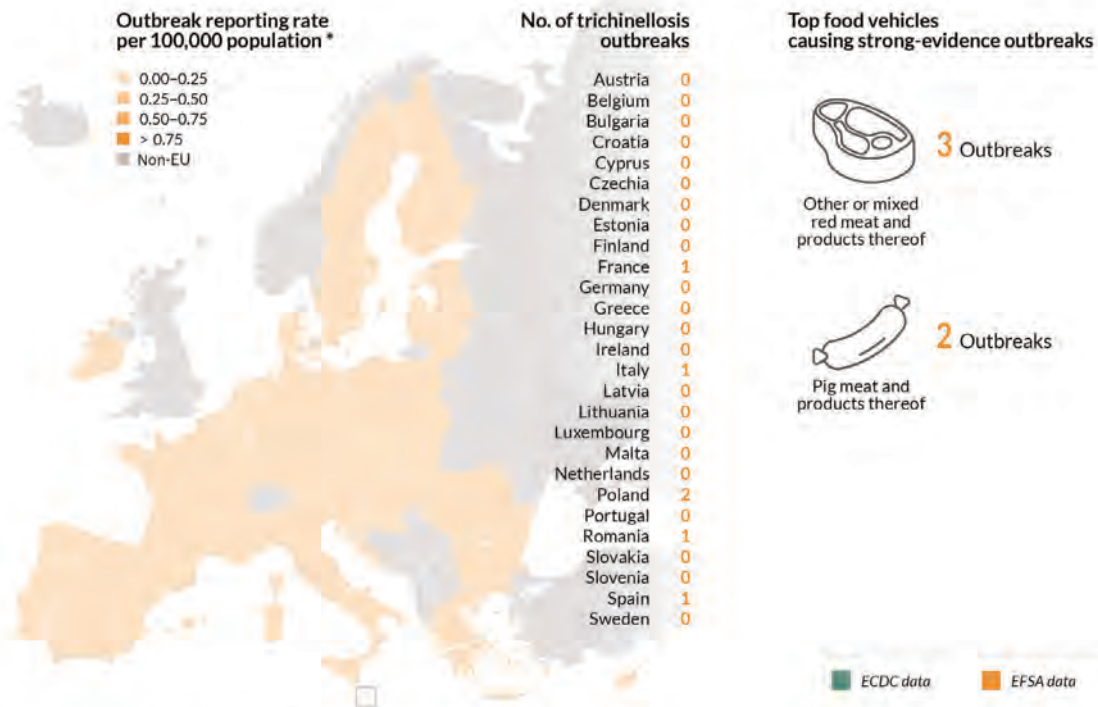 Outbreak reporting rate
per 100,000 population *
0.00–0.25
0.25–0.50
0.50–0.75
> 0.75
Non-EU
No. of trichinellosis
outbreaks
Austria 0
Belgium 0
Bulgaria 0
Croatia 0
Cyprus 0
Czechia 0
Denmark 0
Estonia 0
Finland 0
France 1
Germany 0
Greece 0
Hungary 0
Ireland 0
Italy 1
Latvia 0
Lithuania 0
Luxembourg 0
Malta 0
Netherlands 0
Poland 2
Portugal 0
Romania 1
Slovakia 0
Slovenia 0
Spain 1
Sweden 0
Top food vehicles
causing strong-evidence outbreaks
3 Outbreaks
Other or mixed
red meat and
products thereof
2 Outbreaks
Pig meat and
products thereof
ECDC data
EFSA data